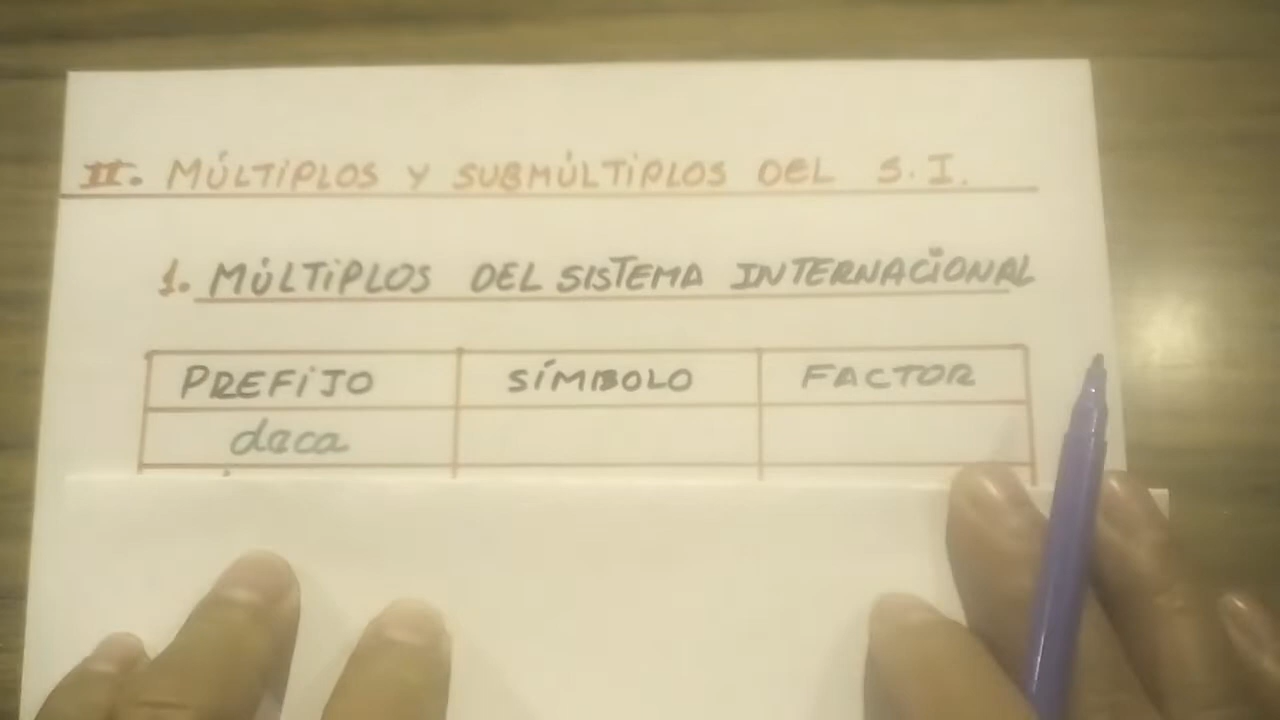 II. MÚLTIPLOS Y SUBMÚLTIPLOS DEL S.I.
1. MÚLTIPLOS DEL SISTEMA INTERNACIONAL
PREFIJO SÍMBOLO FACTOR
deca